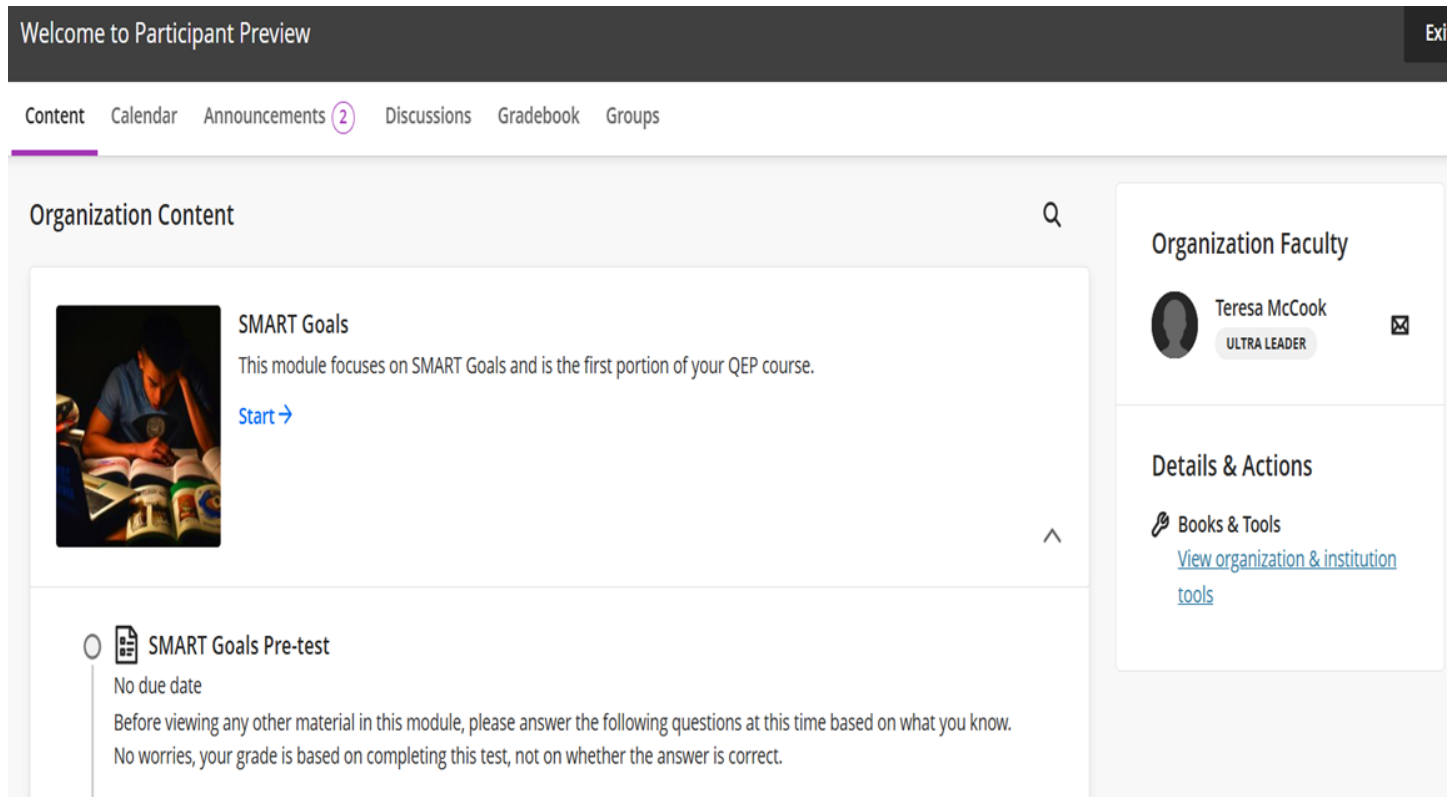 Welcome to Participant Preview
Content Calendar Announcements 2 Discussions Gradebook Groups
Organization Content
SMART Goals
This module focuses on SMART Goals and is the first portion of your QEP course.
Start
SMART Goals Pre-test
No due date
Before viewing any other material in this module, please answer the following questions at this time based on what you know.
No worries, your grade is based on completing this test, not on whether the answer is correct.
Organization Faculty
Teresa McCook
ULTRA LEADER
Details & Actions
Books & Tools
View organization & institution
tools